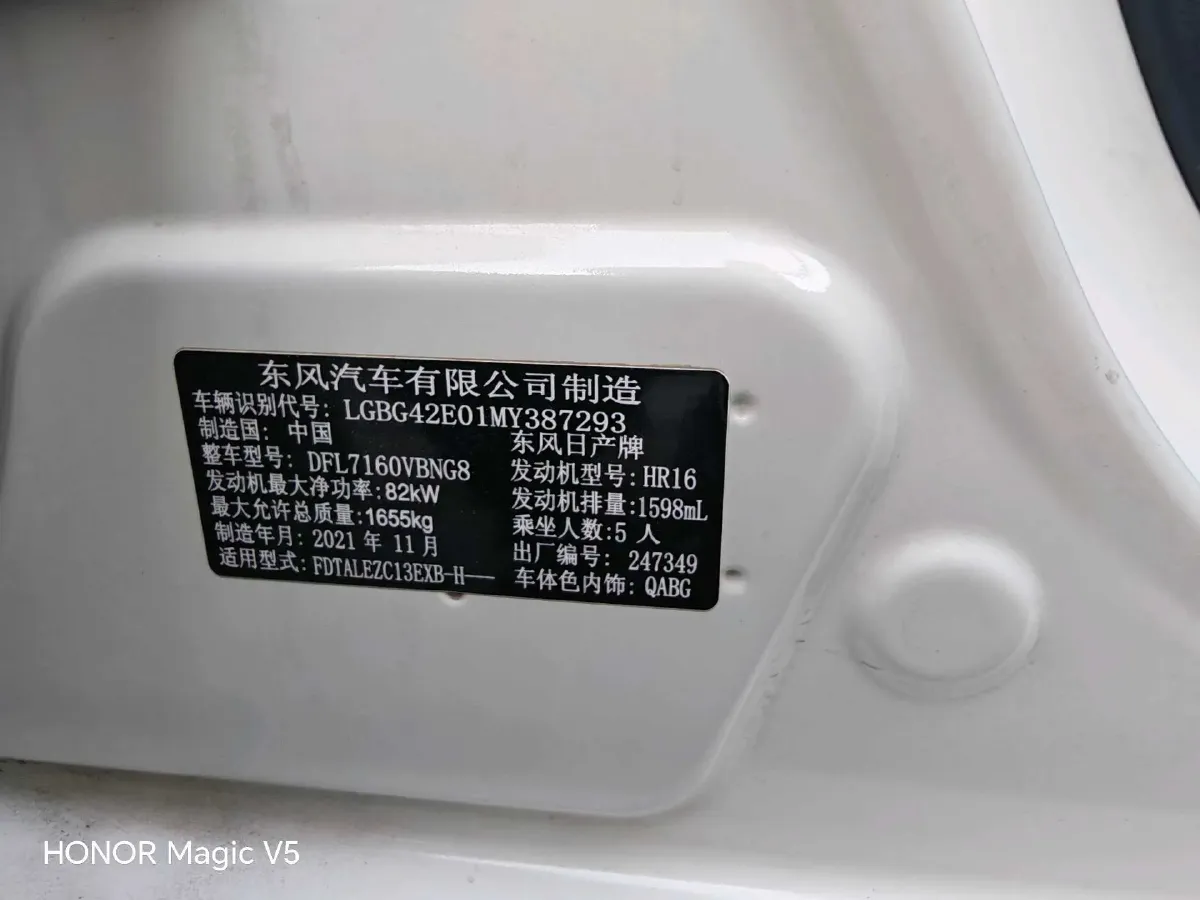 东风汽车有限公司制造
车辆识别代号: LGBG42E01MY387293
制造国: 中国 东风日产牌
整车型号: DFL7160VBNG8 发动机型号: HR16
发动机最大净功率:82kW 发动机排量:1598mL
最大允许总质量:1655kg 乘坐人数:5 人
制造年月: 2021 年 11 月 出厂编号: 247349
适用型式: FDTALEZC13EXB-H—— 车体色内饰: QABG
HONOR Magic V5